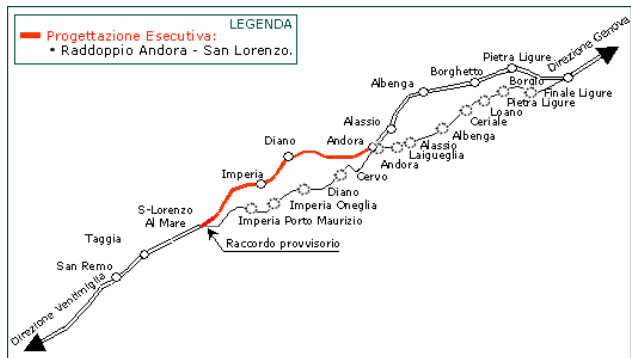 LEGENDA
Progettazione Esecutiva:
• Raddoppio Andora - San Lorenzo.
Direzione Genova
Pietra Ligure
Borghetto
Albenga
Borgio
Finale Ligure
Pietra Ligure
Loano
Ceriale
Alassio
Albenga
Andora
Alassio
Laigueglia
Andora
Diano
Cervo
Imperia
Diano
Imperia Oneglia
S-Lorenzo
Al Mare
Imperia Porto Maurizio
Taggia
Raccordo provvisorio
San Remo
Direzione Ventimiglia